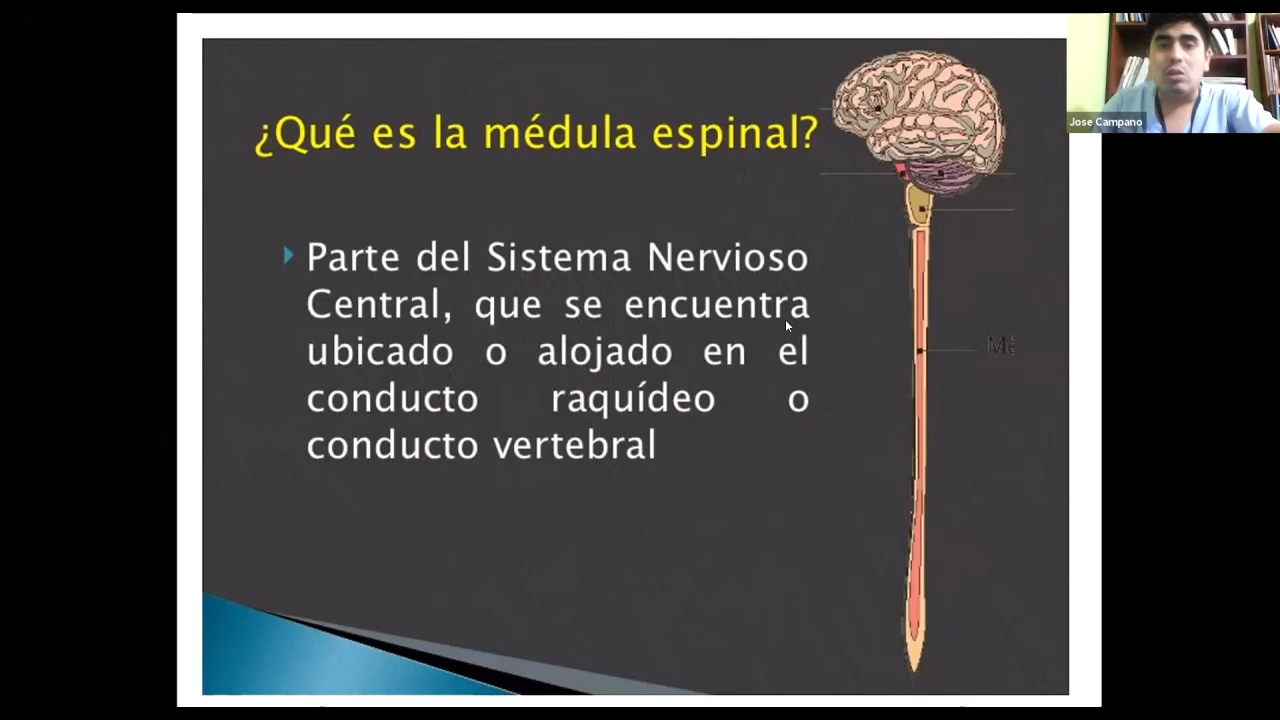 ¿Qué es la médula espinal?
Parte del Sistema Nervioso
Central, que se encuentra
ubicado o alojado en el
conducto raquídeo o
conducto vertebral
Jose Campano